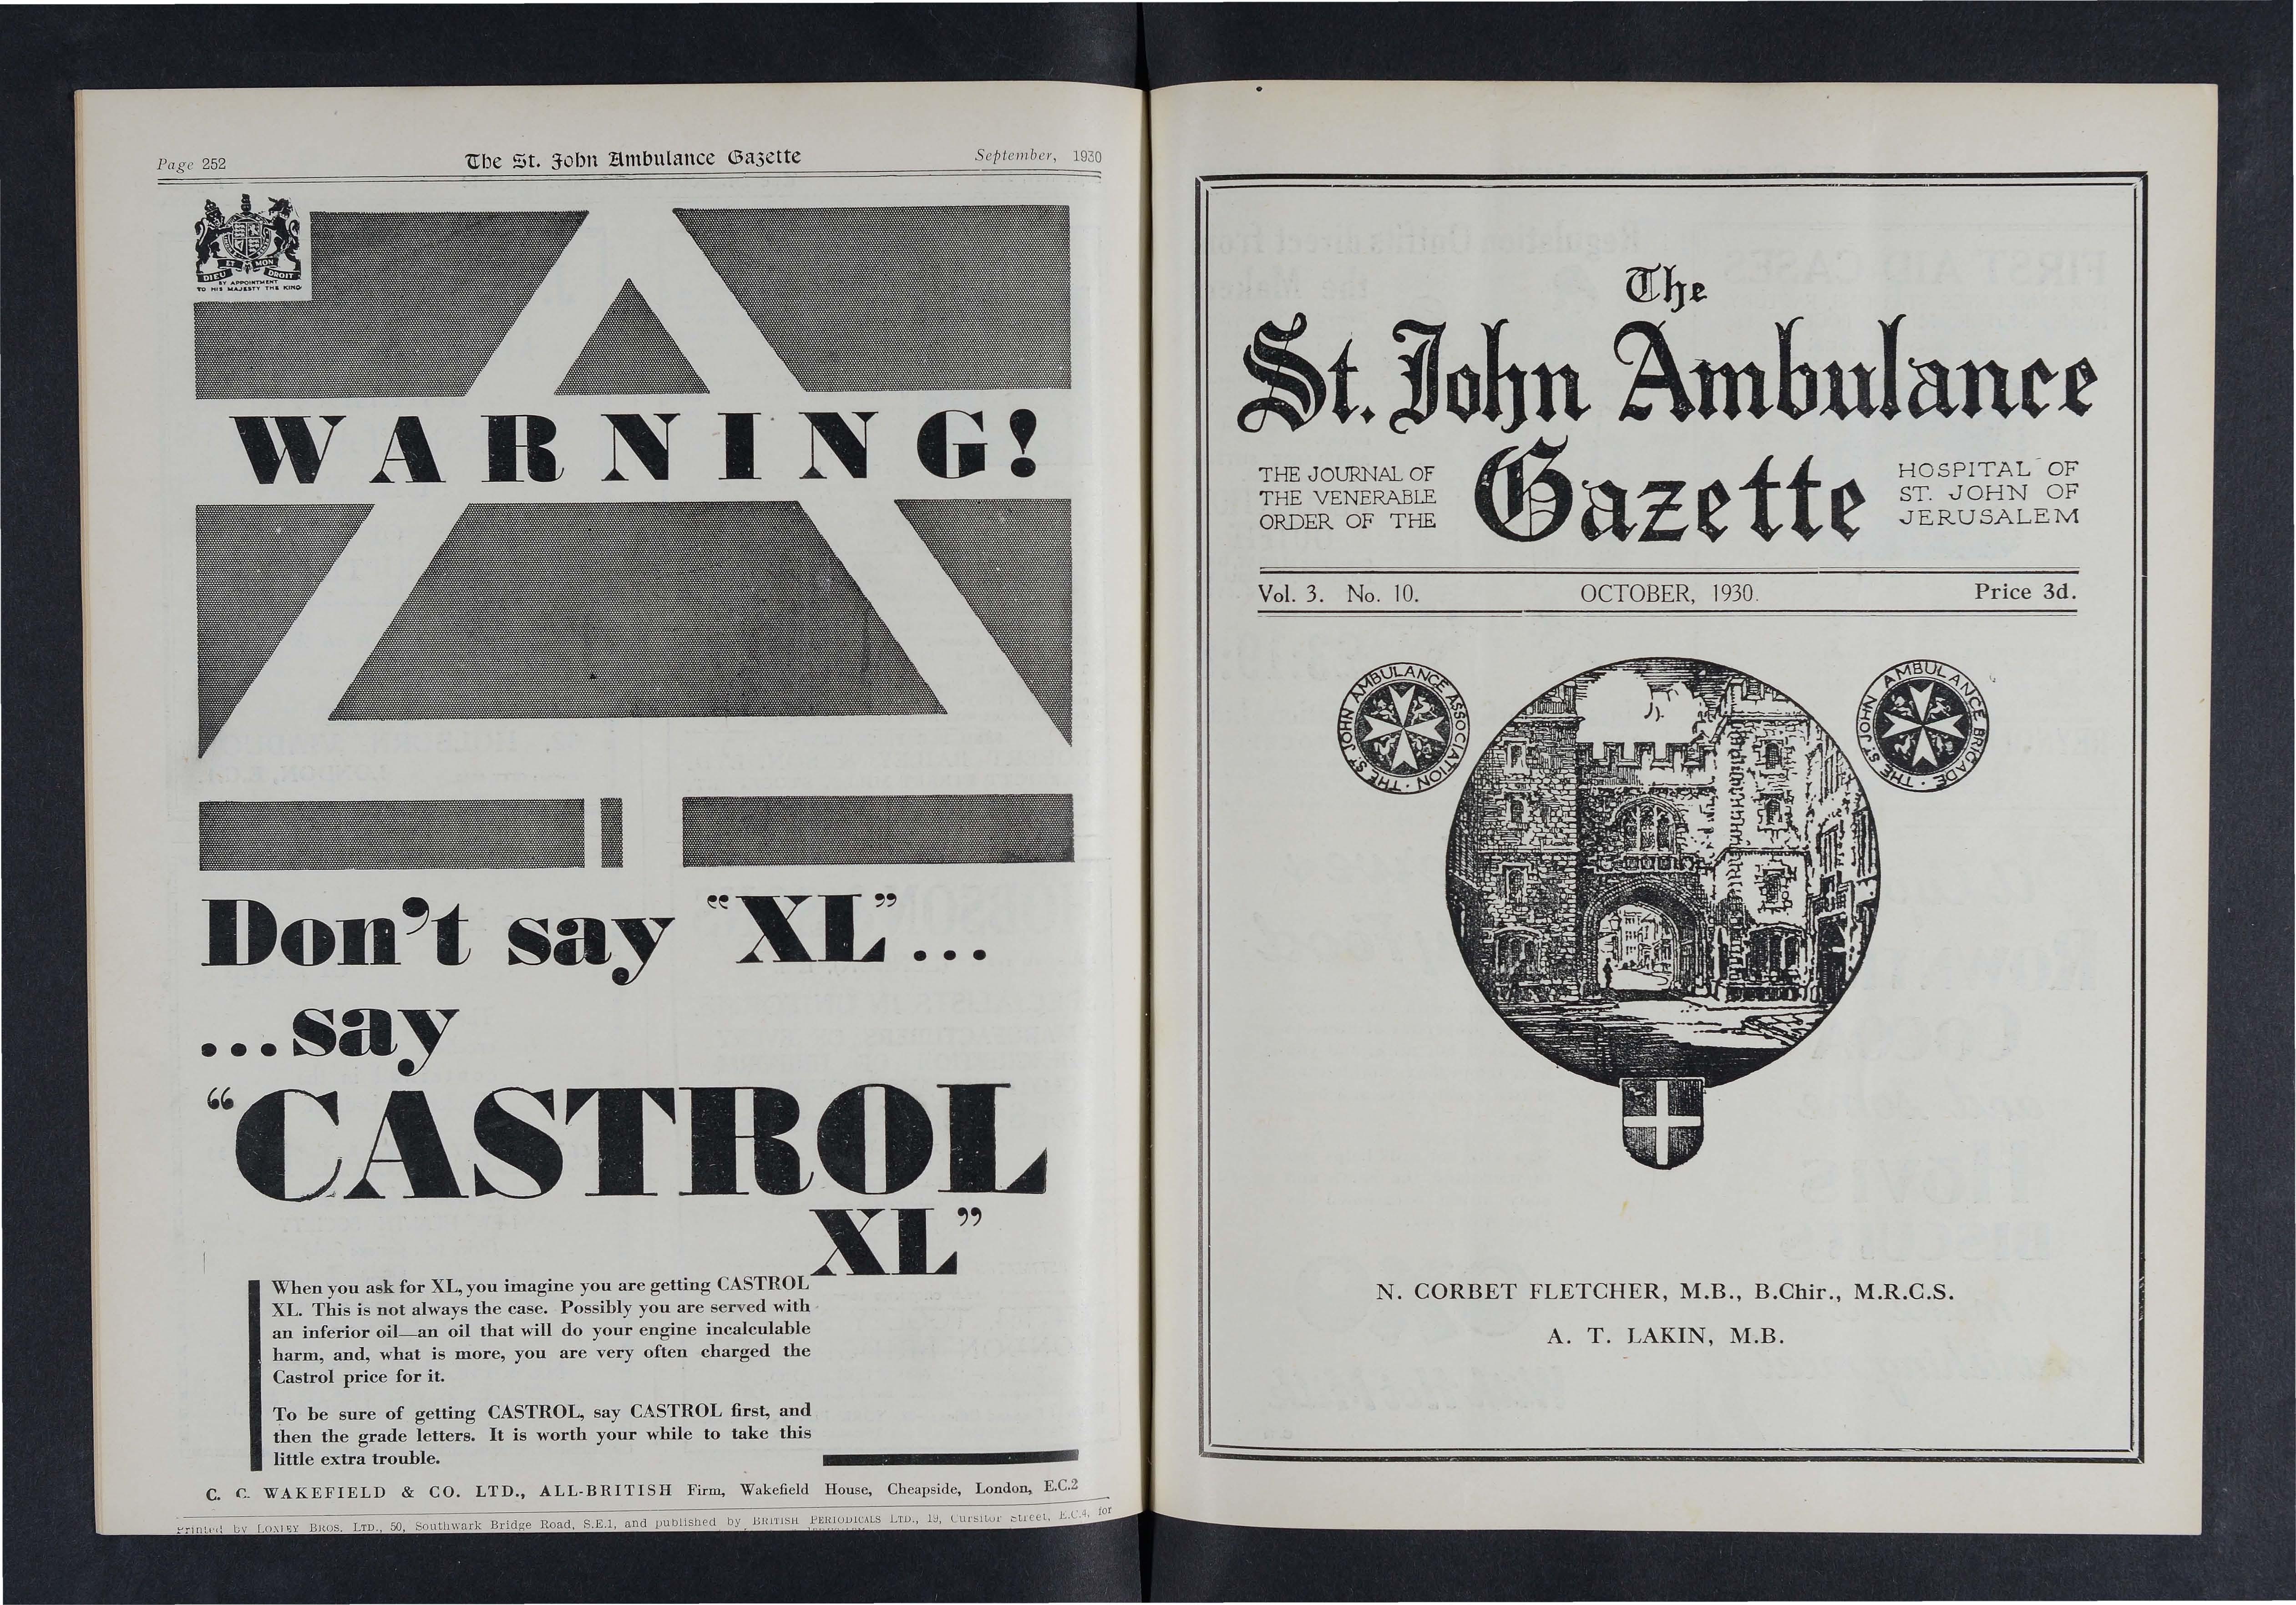 Page 252
The St. John Ambulance Gazette
September, 1930
DIEU ET MON DROIT
BY APPOINTMENT
TO HIS MAJESTY THE KING
WARNING!
Don't say “XL”...
...say
“CASTROL
XL”
When you ask for XL, you imagine you are getting CASTROL
XL. This is not always the case. Possibly you are served with
an inferior oil—an oil that will do your engine incalculable
harm, and, what is more, you are very often charged the
Castrol price for it.
To be sure of getting CASTROL, say CASTROL first, and
then the grade letters. It is worth your while to take this
little extra trouble.
C. C. WAKEFIELD & CO. LTD., ALL-BRITISH Firm, Wakefield House, Cheapside, London, E.C.2
Printed by LOXLEY BROS. LTD., 50, Southwark Bridge Road, S.E.1, and published by BRITISH PERIODICALS LTD., 19, Cursitor Street, E.C.4, for
The
St. John Ambulance
Gazette
THE JOURNAL OF
THE VENERABLE
ORDER OF THE
HOSPITAL OF
ST. JOHN OF
JERUSALEM
Vol. 3. No. 10.
OCTOBER, 1930.
Price 3d.
THE ST JOHN AMBULANCE ASSOCIATION
THE ST JOHN AMBULANCE BRIGADE
N. CORBET FLETCHER, M.B., B.Chir., M.R.C.S.
A. T. LAKIN, M.B.